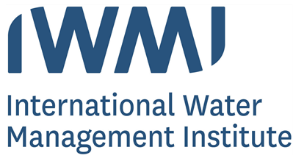 IWMI
International Water
Management Institute